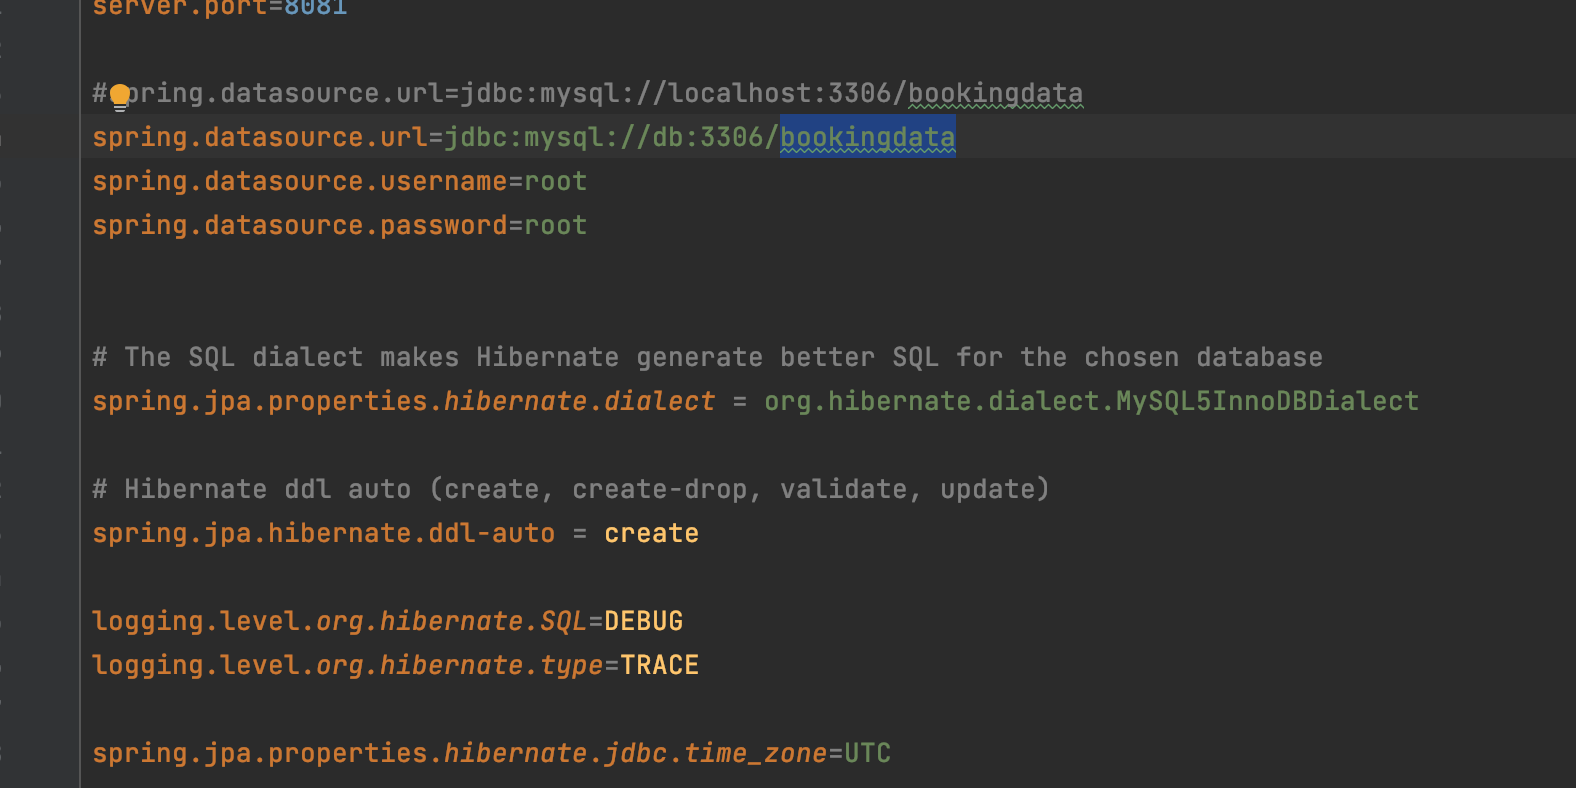 server.port=8081
#spring.datasource.url=jdbc:mysql://localhost:3306/bookingdata
spring.datasource.url=jdbc:mysql://db:3306/bookingdata
spring.datasource.username=root
spring.datasource.password=root
# The SQL dialect makes Hibernate generate better SQL for the chosen database
spring.jpa.properties.hibernate.dialect = org.hibernate.dialect.MySQL5InnoDBDialect
# Hibernate ddl auto (create, create-drop, validate, update)
spring.jpa.hibernate.ddl-auto = create
logging.level.org.hibernate.SQL=DEBUG
logging.level.org.hibernate.type=TRACE
spring.jpa.properties.hibernate.jdbc.time_zone=UTC